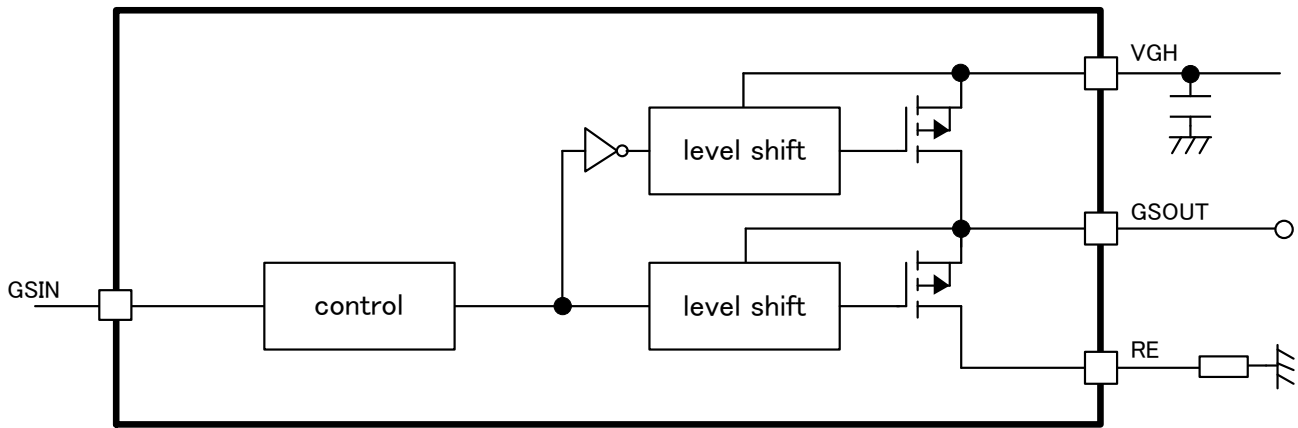 VGH
level shift
GSOUT
GSIN
control
level shift
RE